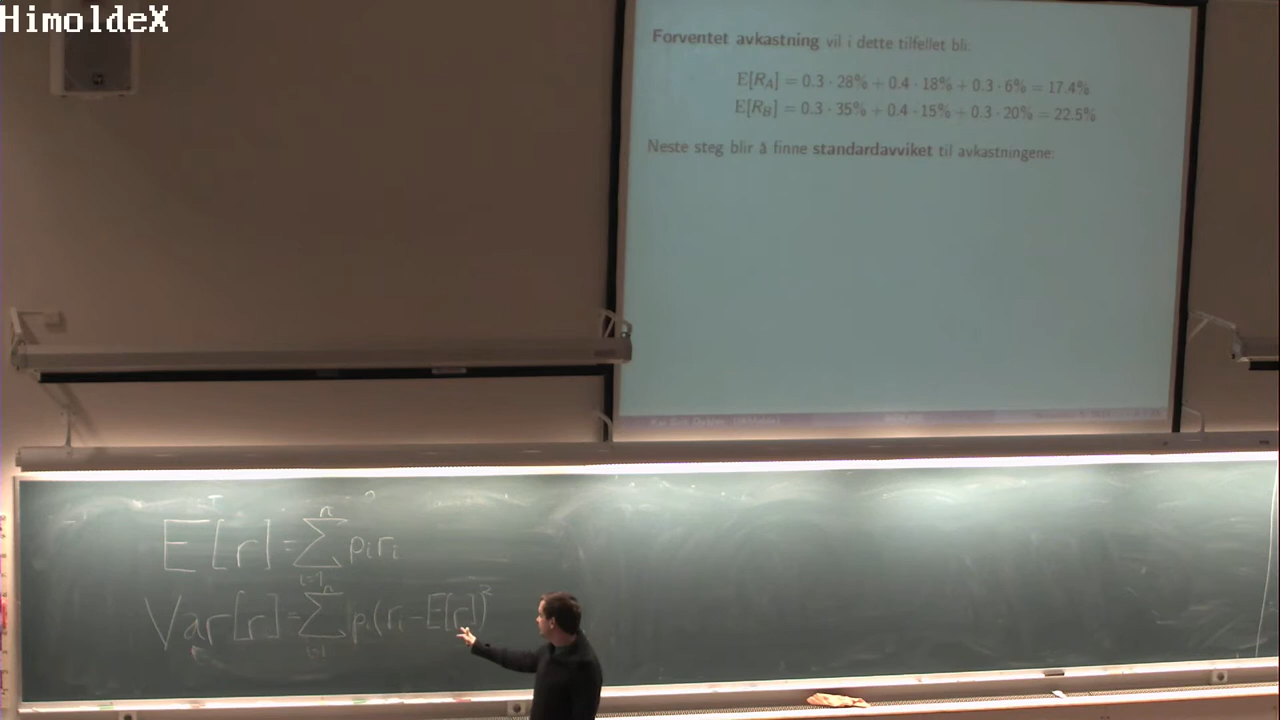 HimoldeX
Forventet avkastning vil i dette tilfellet bli:
E[R_A] = 0.3 · 28% + 0.4 · 18% + 0.3 · 6% = 17.4%
E[R_B] = 0.3 · 35% + 0.4 · 15% + 0.3 · 20% = 22.5%
Neste steg blir å finne standardavviket til avkastningene:
n
E[r] = ∑ p_i r_i
i=1
n
Var[r] = ∑ p_i (r_i − E[r])²
i=1